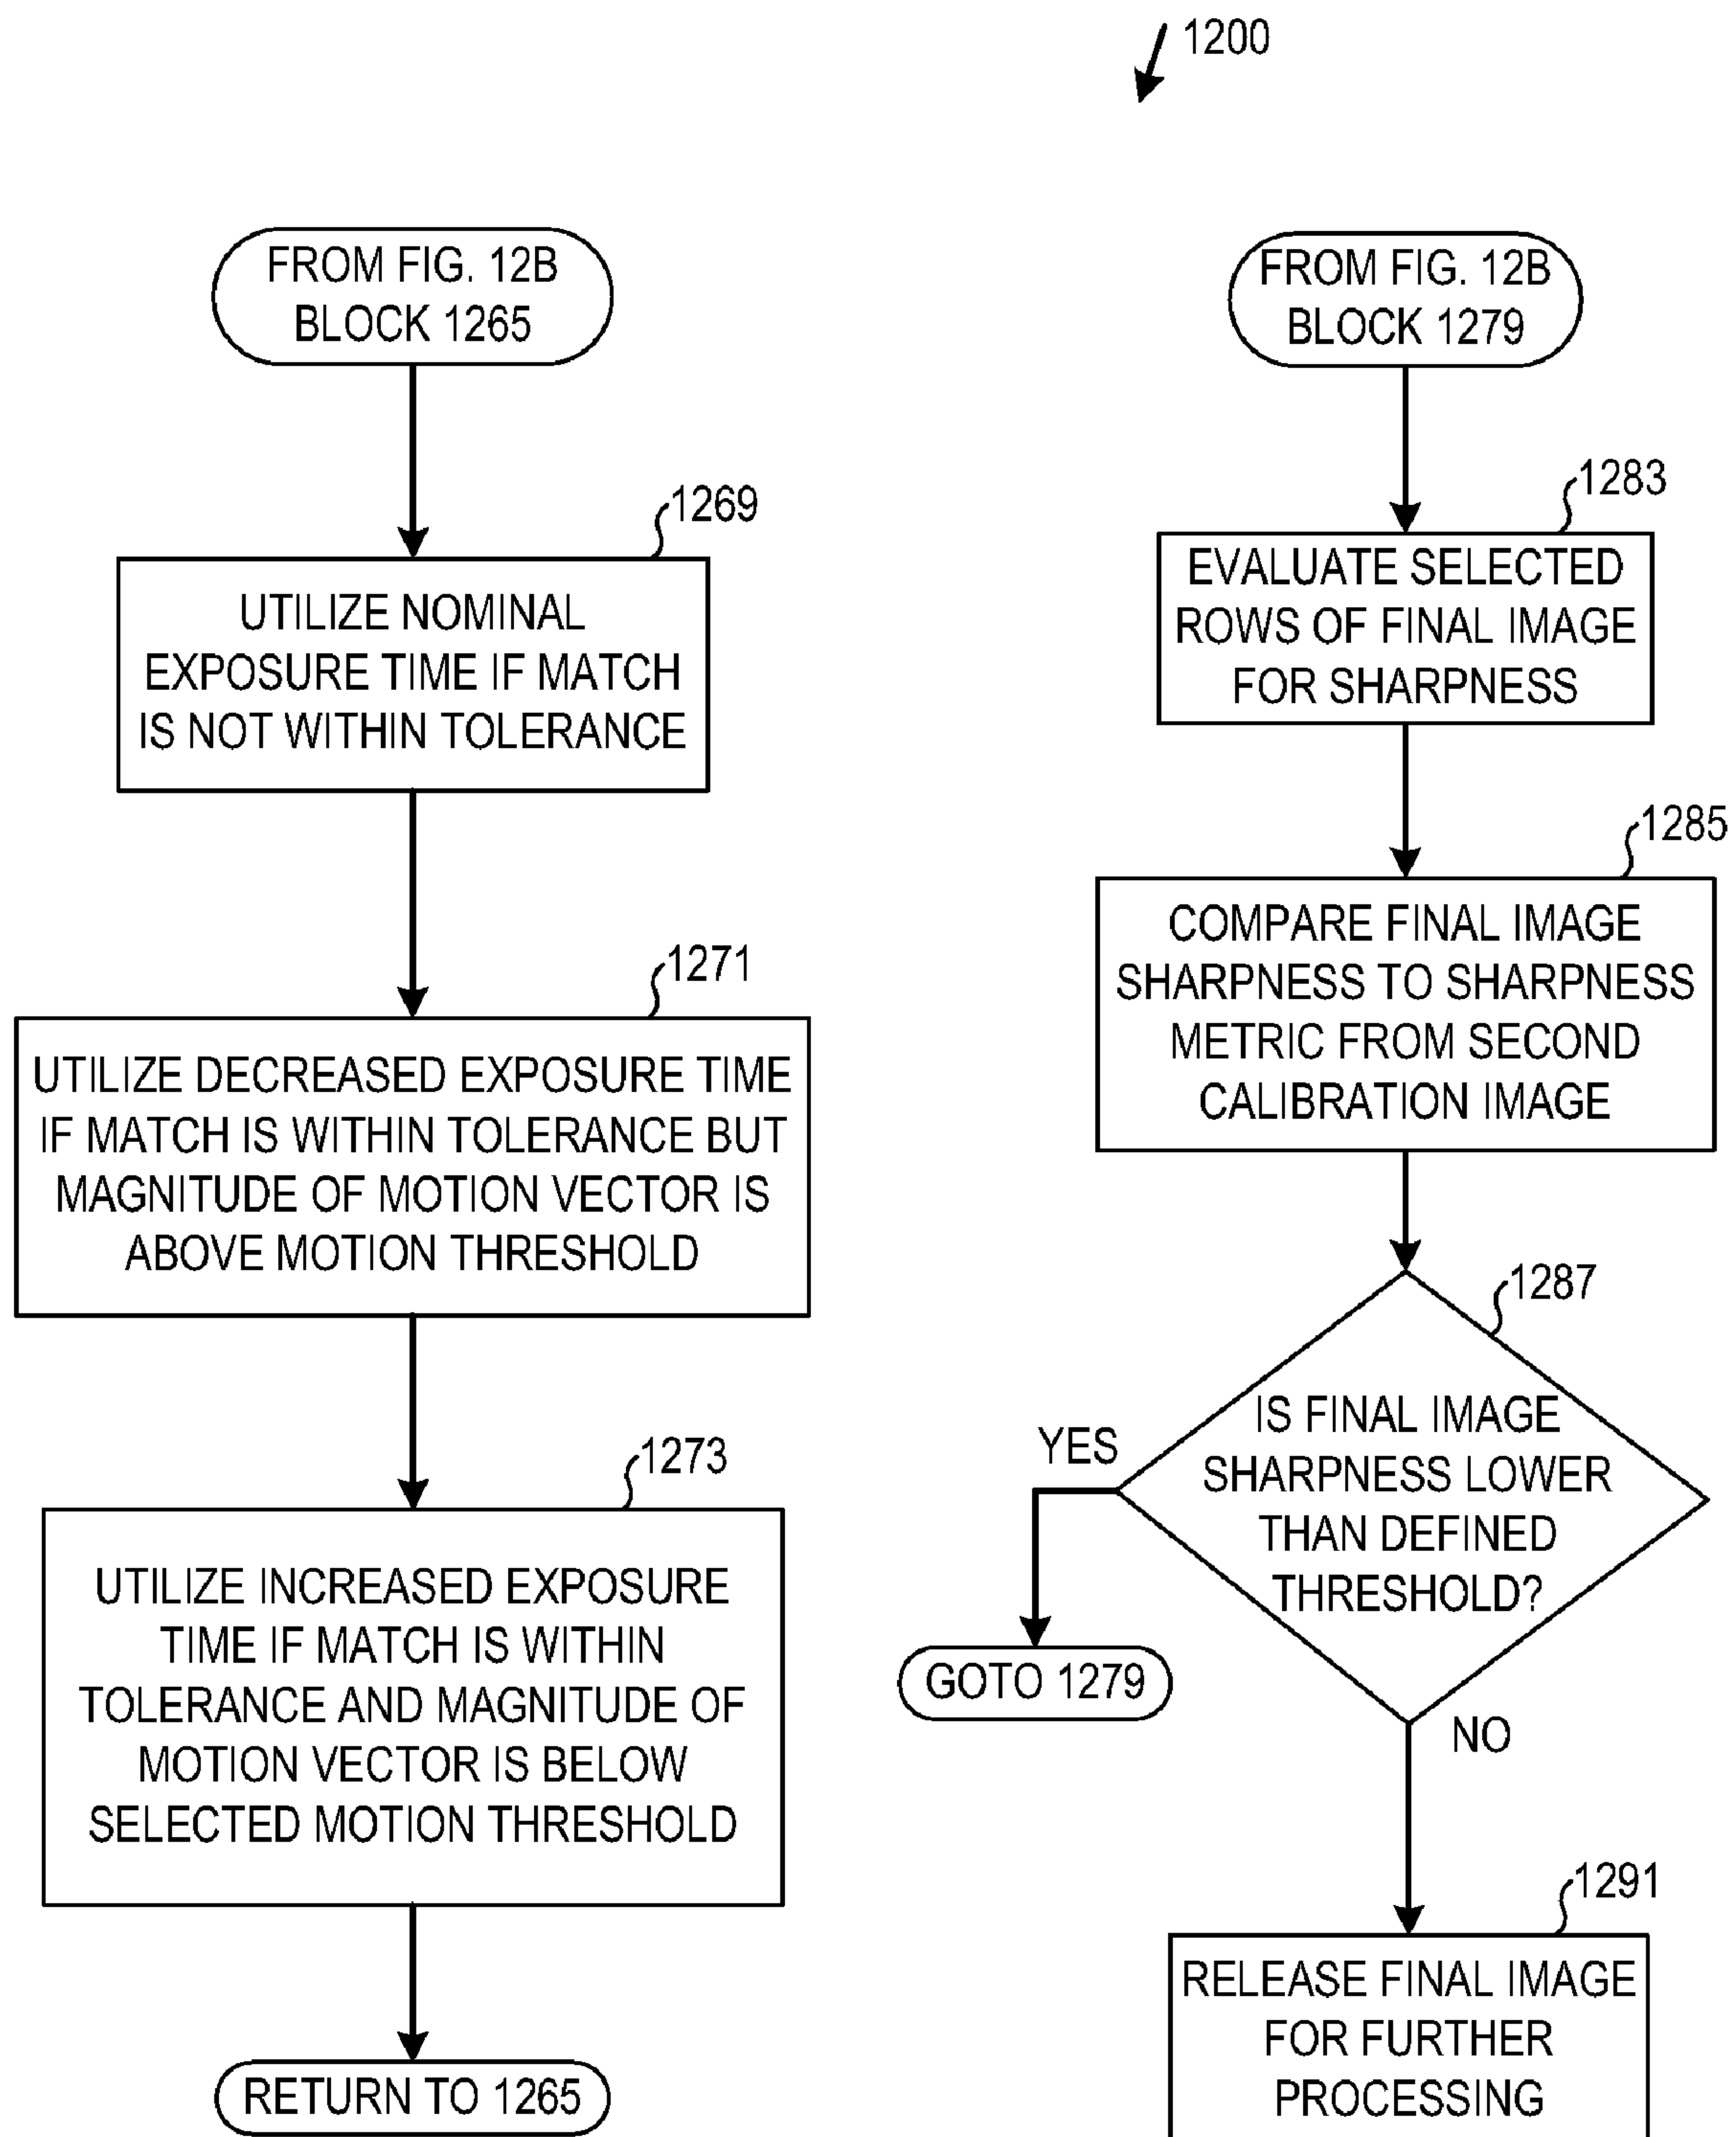 1200
FROM FIG. 12B
BLOCK 1265
1269
UTILIZE NOMINAL
EXPOSURE TIME IF MATCH
IS NOT WITHIN TOLERANCE
1271
UTILIZE DECREASED EXPOSURE TIME
IF MATCH IS WITHIN TOLERANCE BUT
MAGNITUDE OF MOTION VECTOR IS
ABOVE MOTION THRESHOLD
1273
UTILIZE INCREASED EXPOSURE
TIME IF MATCH IS WITHIN
TOLERANCE AND MAGNITUDE OF
MOTION VECTOR IS BELOW
SELECTED MOTION THRESHOLD
RETURN TO 1265
FROM FIG. 12B
BLOCK 1279
1283
EVALUATE SELECTED
ROWS OF FINAL IMAGE
FOR SHARPNESS
1285
COMPARE FINAL IMAGE
SHARPNESS TO SHARPNESS
METRIC FROM SECOND
CALIBRATION IMAGE
1287
IS FINAL IMAGE
SHARPNESS LOWER
THAN DEFINED
THRESHOLD?
YES
GOTO 1279
NO
1291
RELEASE FINAL IMAGE
FOR FURTHER
PROCESSING